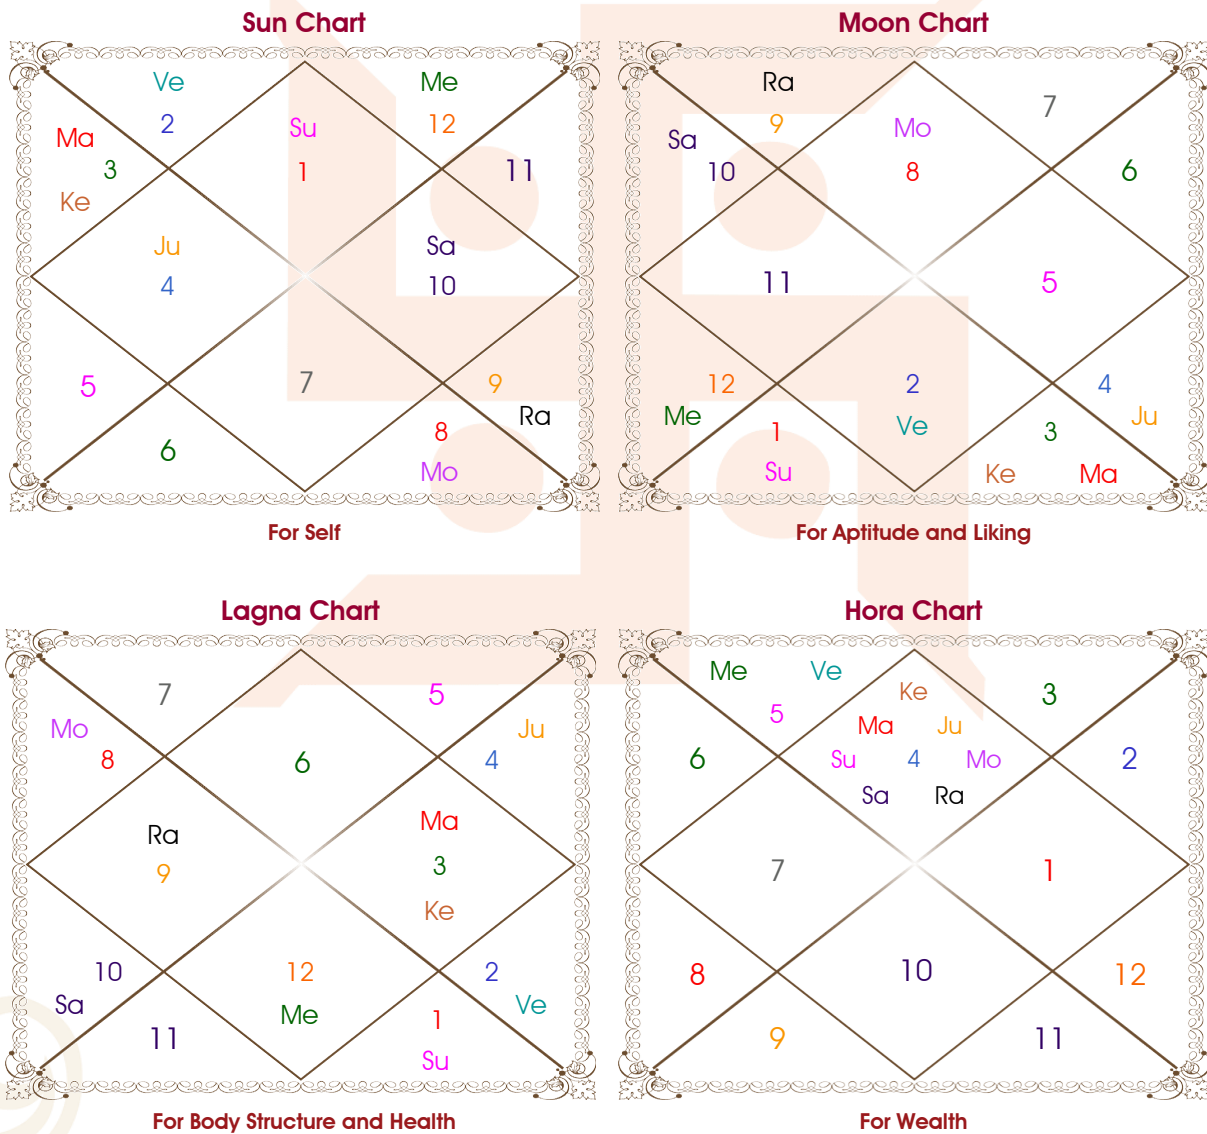 Sun Chart
Ve
Me
2
Su
12
Ma
3
1
11
Ke
Ju
Sa
4
10
5
7
9
Ra
6
8
Mo
For Self
Moon Chart
Ra
7
9
Mo
Sa
10
8
6
11
5
12
2
4
Me
Ve
Ju
1
3
Su
Ke
Ma
For Aptitude and Liking
Lagna Chart
7
5
Mo
Ju
8
6
4
Ra
Ma
9
3
Ke
10
12
2
Sa
Me
Ve
11
1
Su
For Body Structure and Health
Hora Chart
Me Ve
Ke
3
5
Ma Ju
6
Su 4 Mo
2
Sa Ra
7
1
8
10
12
9
11
For Wealth